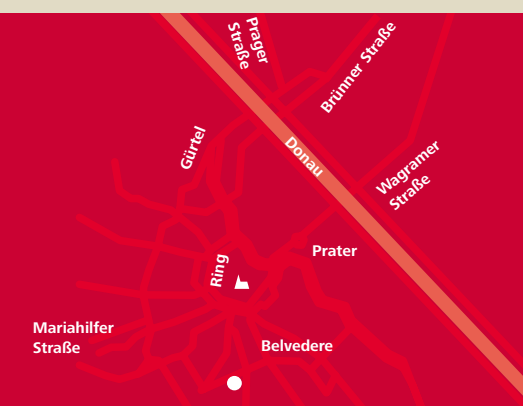 Prager
Straße
Brünner Straße
Gürtel
Donau
Wagramer
Straße
Prater
Ring
Mariahilfer
Straße
Belvedere